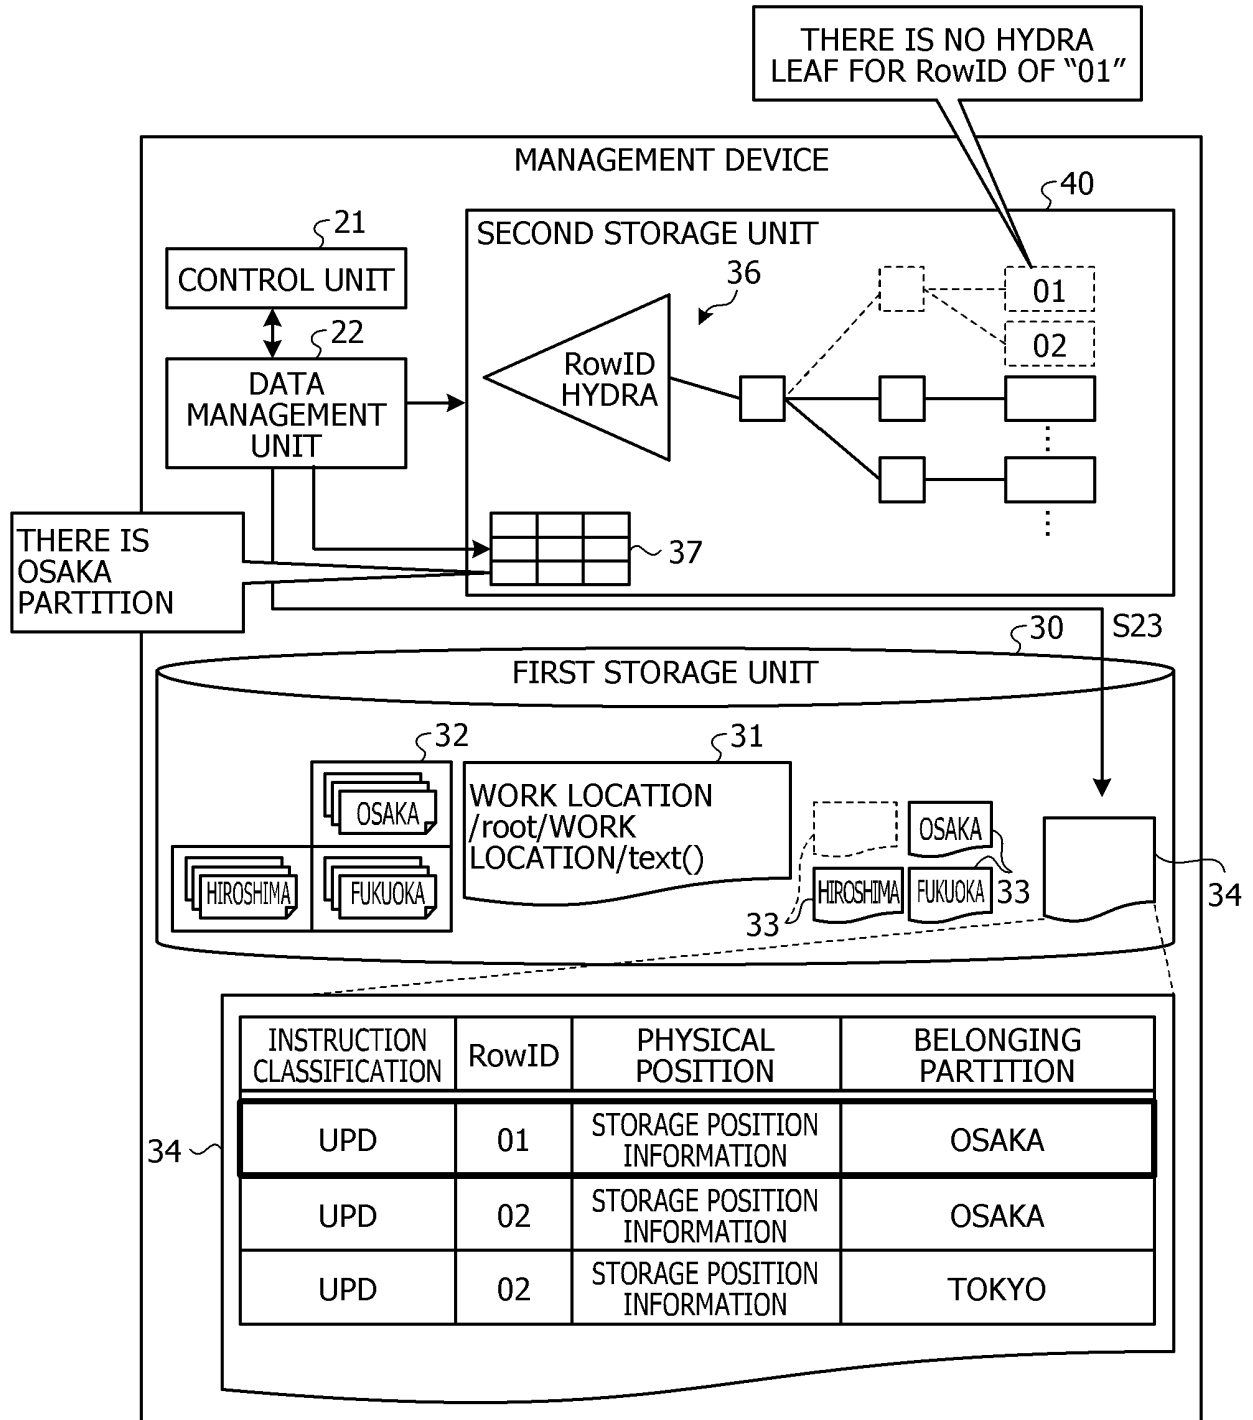 THERE IS NO HYDRA
LEAF FOR RowID OF “01”
MANAGEMENT DEVICE
40
SECOND STORAGE UNIT
21
CONTROL UNIT
36
01
22
02
DATA
MANAGEMENT
UNIT
RowID
HYDRA
THERE IS
OSAKA
PARTITION
37
S23
30
FIRST STORAGE UNIT
32
31
OSAKA
HIROSHIMA
FUKUOKA
WORK LOCATION
/root/WORK
LOCATION/text()
OSAKA
HIROSHIMA
FUKUOKA
33
33
34
INSTRUCTION
CLASSIFICATION
RowID
PHYSICAL
POSITION
BELONGING
PARTITION
34
UPD
01
STORAGE POSITION
INFORMATION
OSAKA
UPD
02
STORAGE POSITION
INFORMATION
OSAKA
UPD
02
STORAGE POSITION
INFORMATION
TOKYO